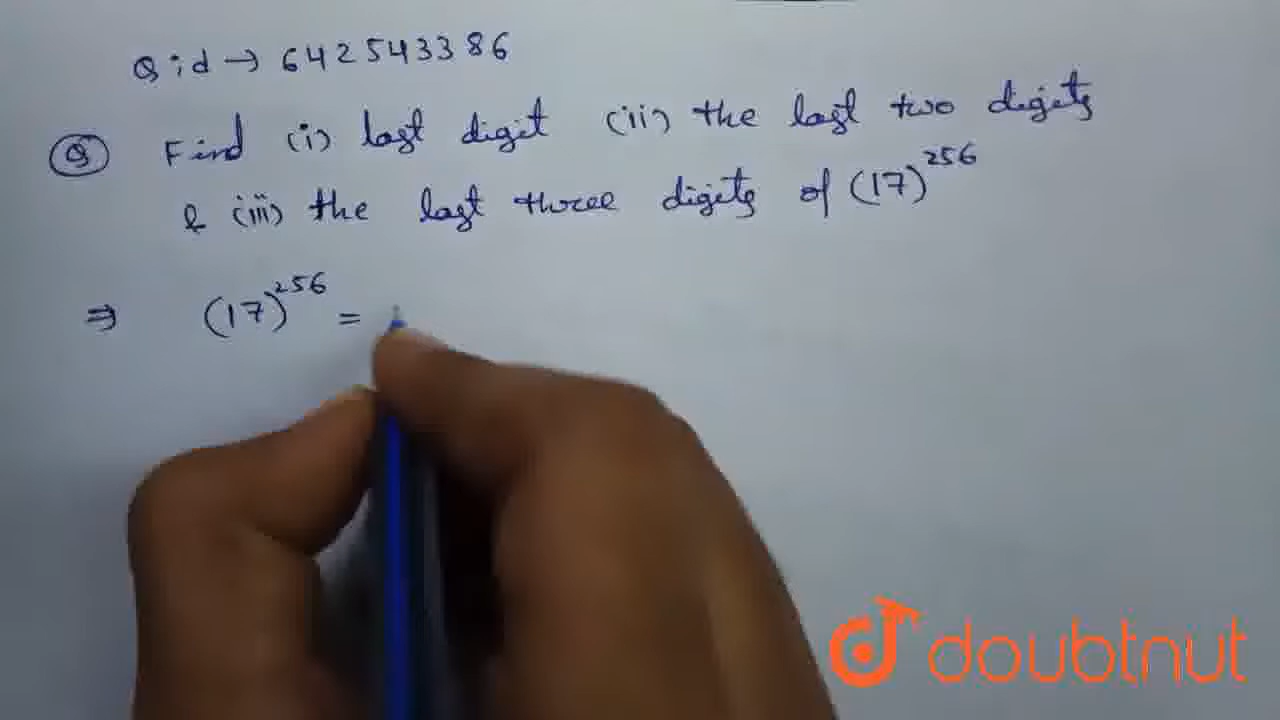 Q id → 642543386
Q Find (i) last digit (ii) the last two digits
& (iii) the last three digits of (17)^256
⇒ (17)^256 =
doubtnut